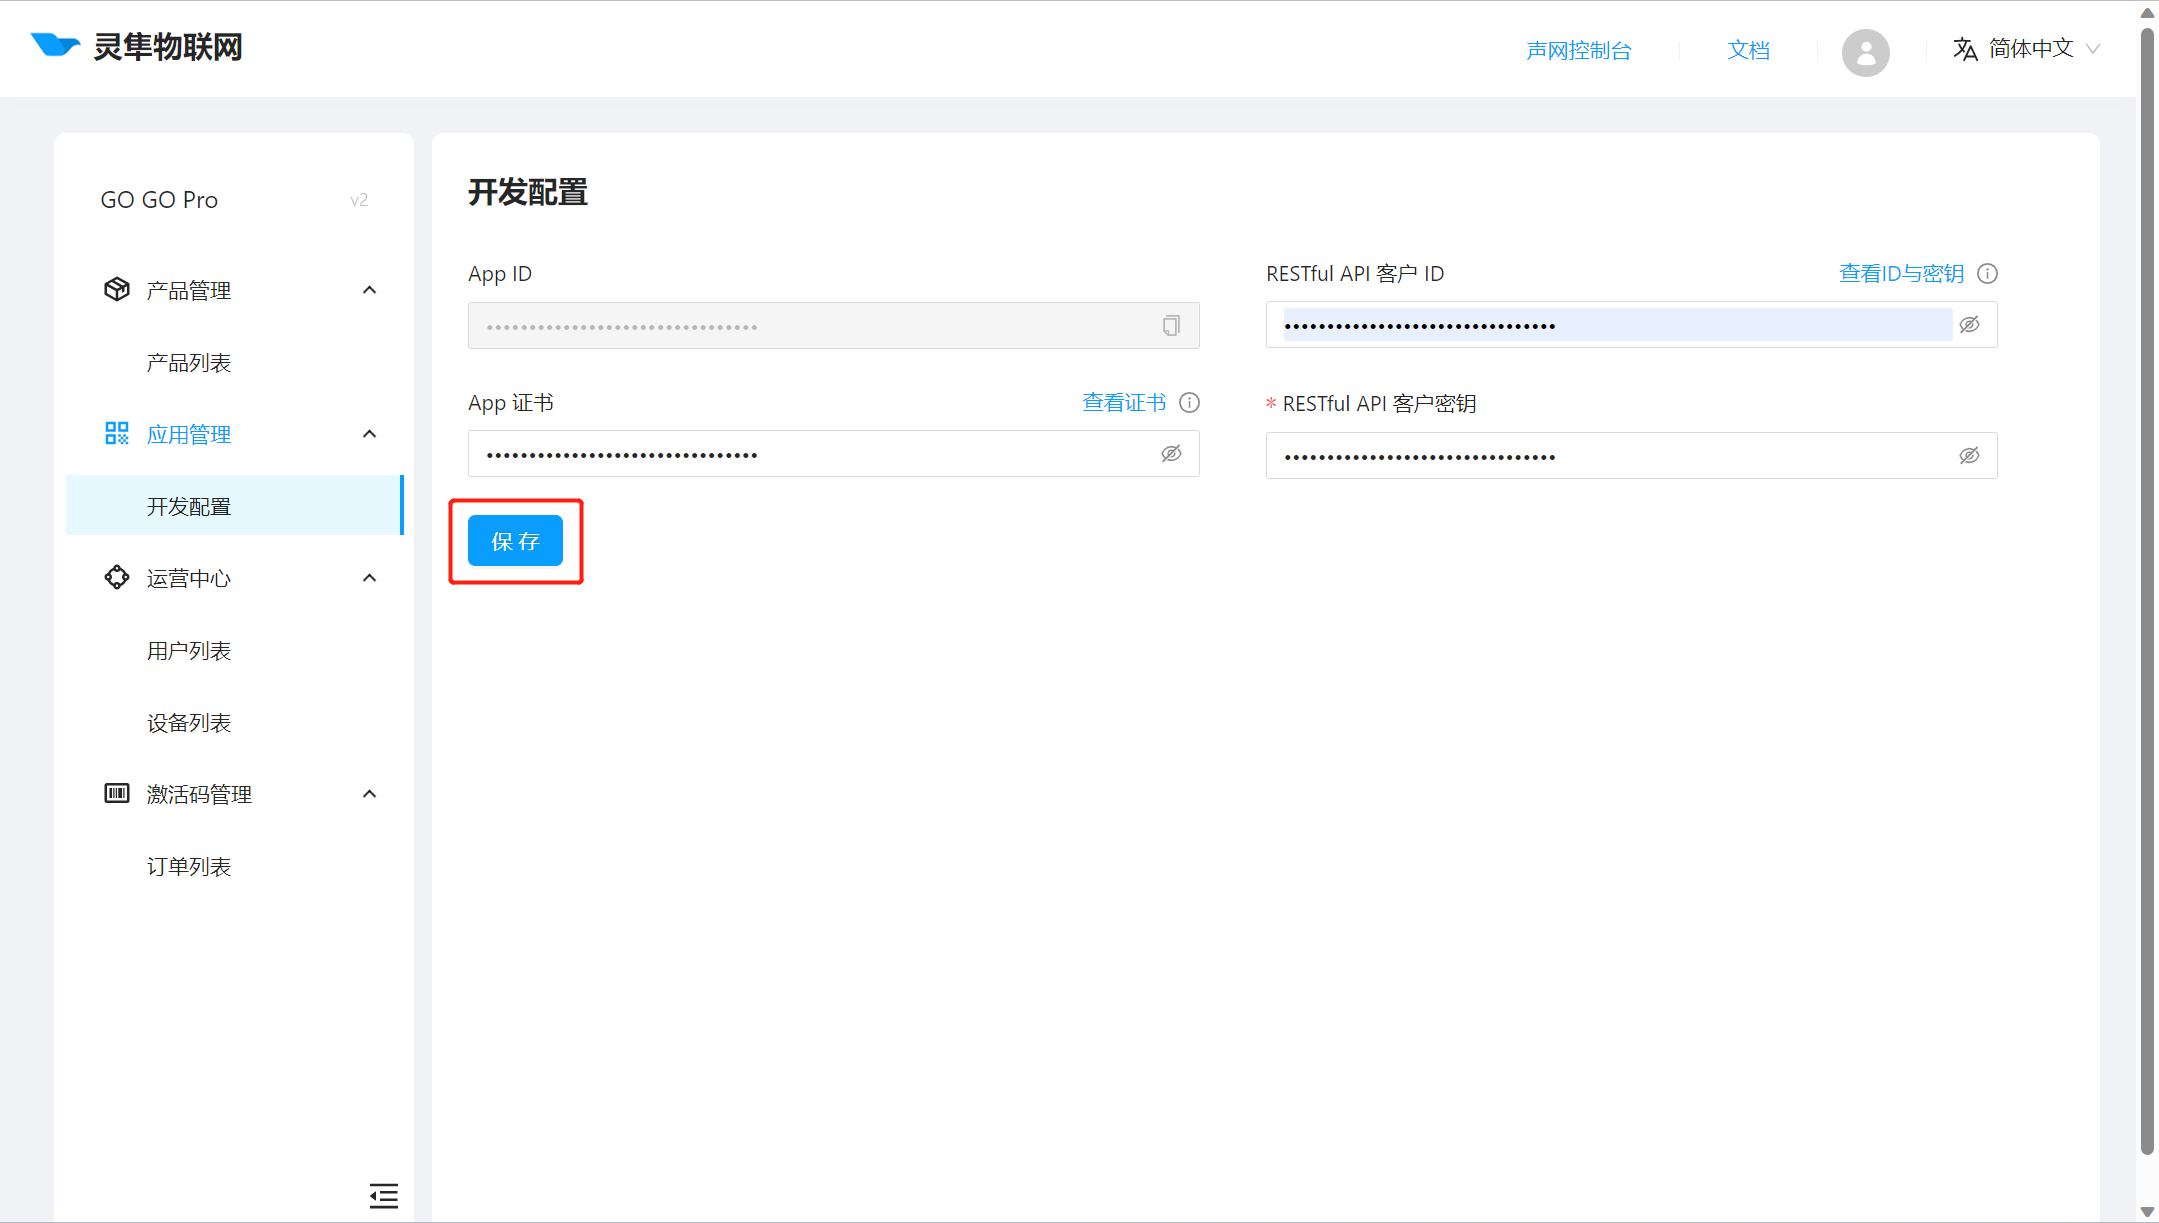 灵隼物联网
声网控制台
文档
简体中文
GO GO Pro
v2
产品管理
产品列表
应用管理
开发配置
运营中心
用户列表
设备列表
激活码管理
订单列表
开发配置
App ID
••••••••••••••••••••••••••••••••
RESTful API 客户 ID
查看ID与密钥
••••••••••••••••••••••••••••••••
App 证书
查看证书
••••••••••••••••••••••••••••••••
* RESTful API 客户密钥
••••••••••••••••••••••••••••••••
保 存